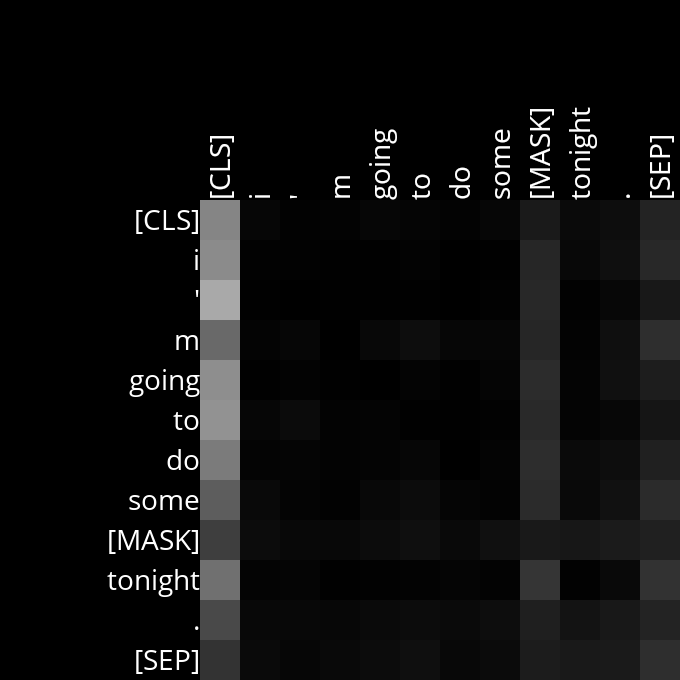 [CLS] i ' m going to do some [MASK] tonight . [SEP]
[CLS]
i
'
m
going
to
do
some
[MASK]
tonight
.
[SEP]